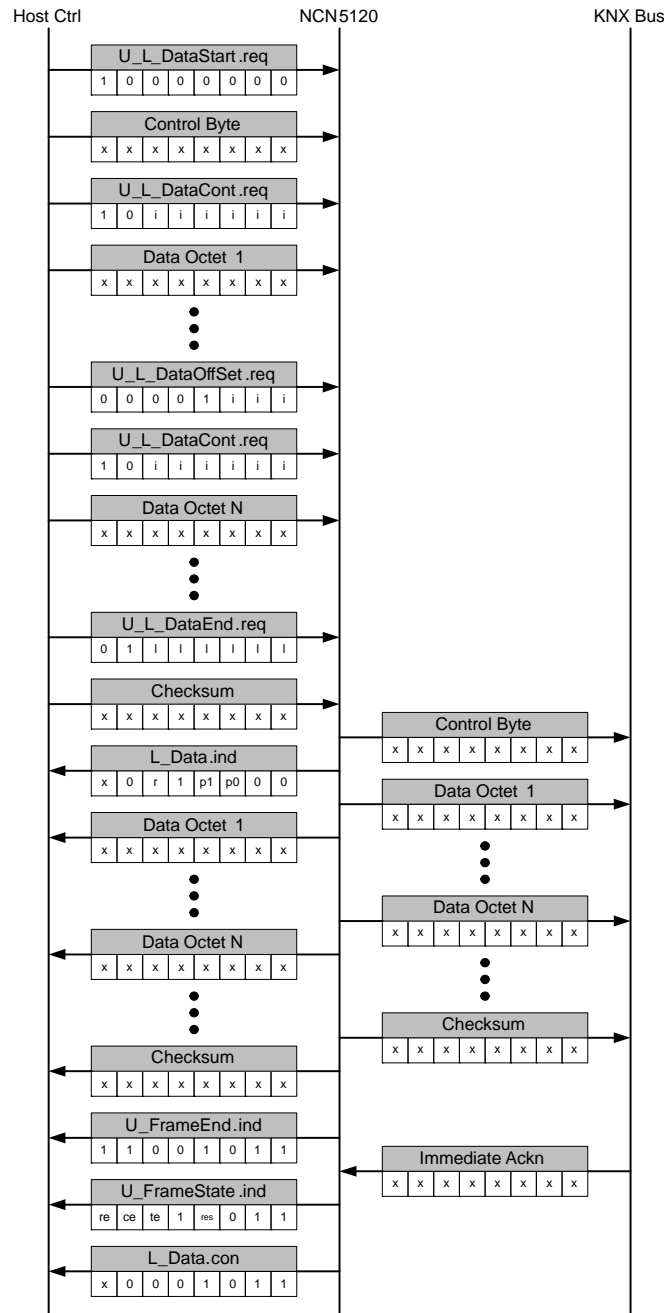 Host Ctrl NCN5120 KNX Bus
U_L_DataStart.req
1 0 0 0 0 0 0 0
Control Byte
x x x x x x x x
U_L_DataCont.req
1 0 i i i i i i
Data Octet 1
x x x x x x x x
U_L_DataOffSet.req
0 0 0 0 1 i i i
U_L_DataCont.req
1 0 i i i i i i
Data Octet N
x x x x x x x x
U_L_DataEnd.req
0 1 l l l l l l
Checksum
x x x x x x x x
Control Byte
x x x x x x x x
L_Data.ind
x 0 r 1 p1 p0 0 0
Data Octet 1
x x x x x x x x
Data Octet 1
x x x x x x x x
Data Octet N
x x x x x x x x
Data Octet N
x x x x x x x x
Checksum
x x x x x x x x
Checksum
x x x x x x x x
U_FrameEnd.ind
1 1 0 0 1 0 1 1
Immediate Ackn
x x x x x x x x
U_FrameState.ind
re ce te 1 res 0 1 1
L_Data.con
x 0 0 0 1 0 1 1